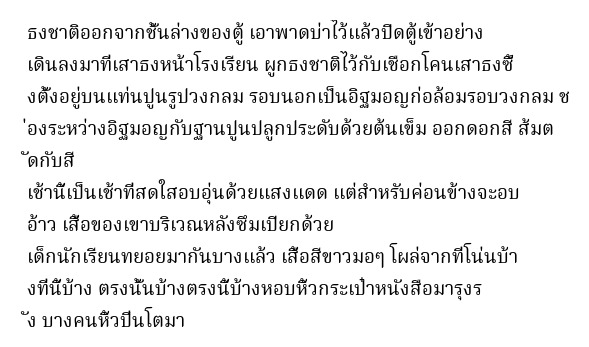 ธงชาติออกจากชั้นล่างของตู้ เอาพาดบ่าไว้แล้วปิดตู้เข้าอย่าง
เดินลงมาที่เสาธงหน้าโรงเรียน ผูกธงชาติไว้กับเชือกโคนเสาธงซึ่
งตั้งอยู่บนแท่นปูนรูปวงกลม รอบนอกเป็นอิฐมอญก่อล้อมรอบวงกลม ช
่องระหว่างอิฐมอญกับฐานปูนปลูกประดับด้วยต้นเข็ม ออกดอกสี ส้มต
ัดกับสี
เช้านี้เป็นเช้าที่สดใสอบอุ่นด้วยแสงแดด แต่สำหรับค่อนข้างจะอบ
อ้าว เสื้อของเขาบริเวณหลังซึมเปียกด้วย
เด็กนักเรียนทยอยมากันบางแล้ว เสื้อสีขาวมอๆ โผล่จากที่โน่นบ้า
งที่นี่บ้าง ตรงนั้นบ้างตรงนี้บ้างหอบหิ้วกระเป๋าหนังสือมารุงร
ัง บางคนหิ้วปิ่นโตมา